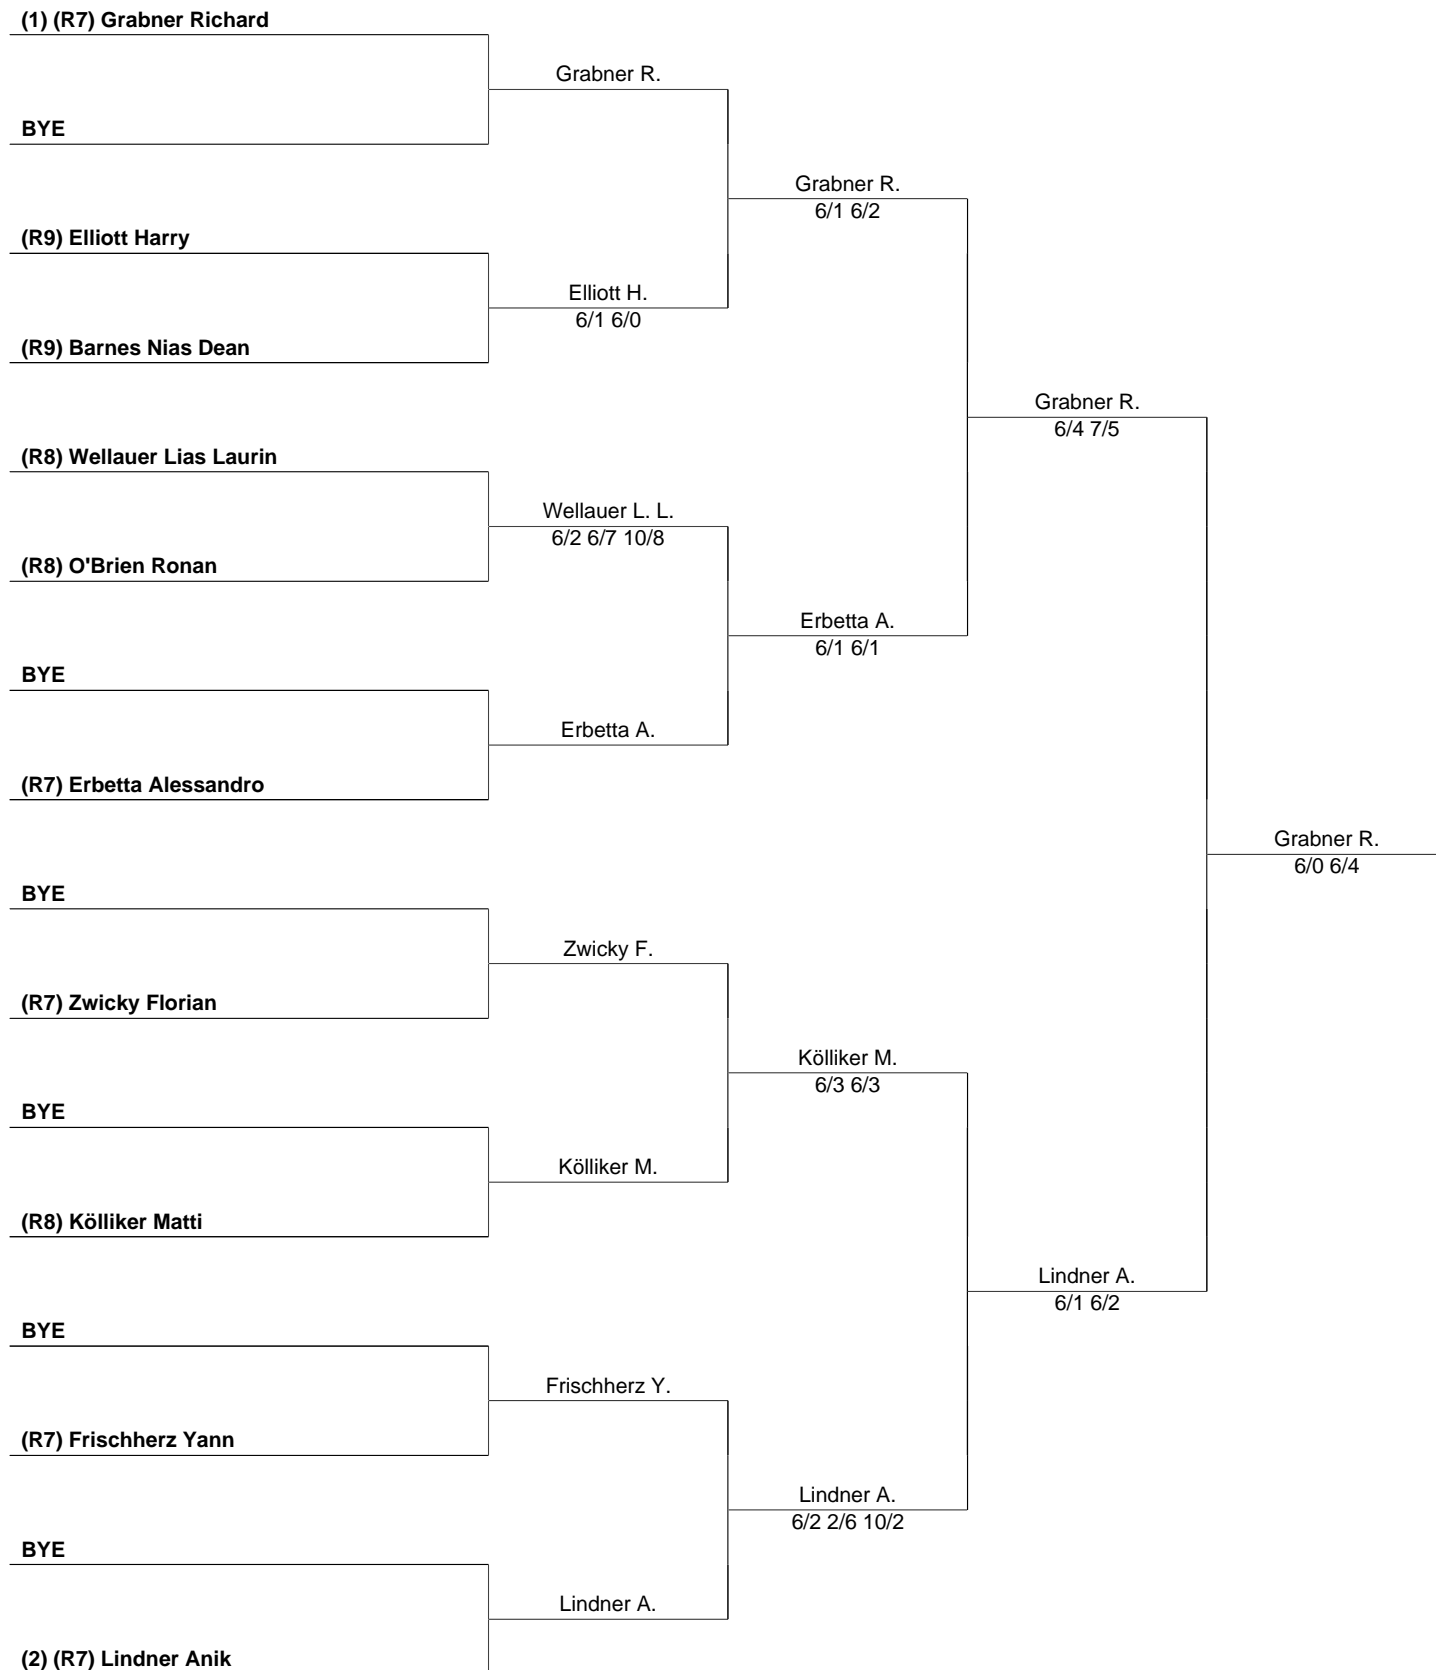 (1) (R7) Grabner Richard
Grabner R.
BYE
Grabner R.
6/1 6/2
(R9) Elliott Harry
Elliott H.
6/1 6/0
(R9) Barnes Nias Dean
Grabner R.
6/4 7/5
(R8) Wellauer Lias Laurin
Wellauer L. L.
6/2 6/7 10/8
(R8) O'Brien Ronan
Erbetta A.
6/1 6/1
BYE
Erbetta A.
(R7) Erbetta Alessandro
Grabner R.
6/0 6/4
BYE
Zwicky F.
(R7) Zwicky Florian
Kölliker M.
6/3 6/3
BYE
Kölliker M.
(R8) Kölliker Matti
Lindner A.
6/1 6/2
BYE
Frischherz Y.
(R7) Frischherz Yann
Lindner A.
6/2 2/6 10/2
BYE
Lindner A.
(2) (R7) Lindner Anik